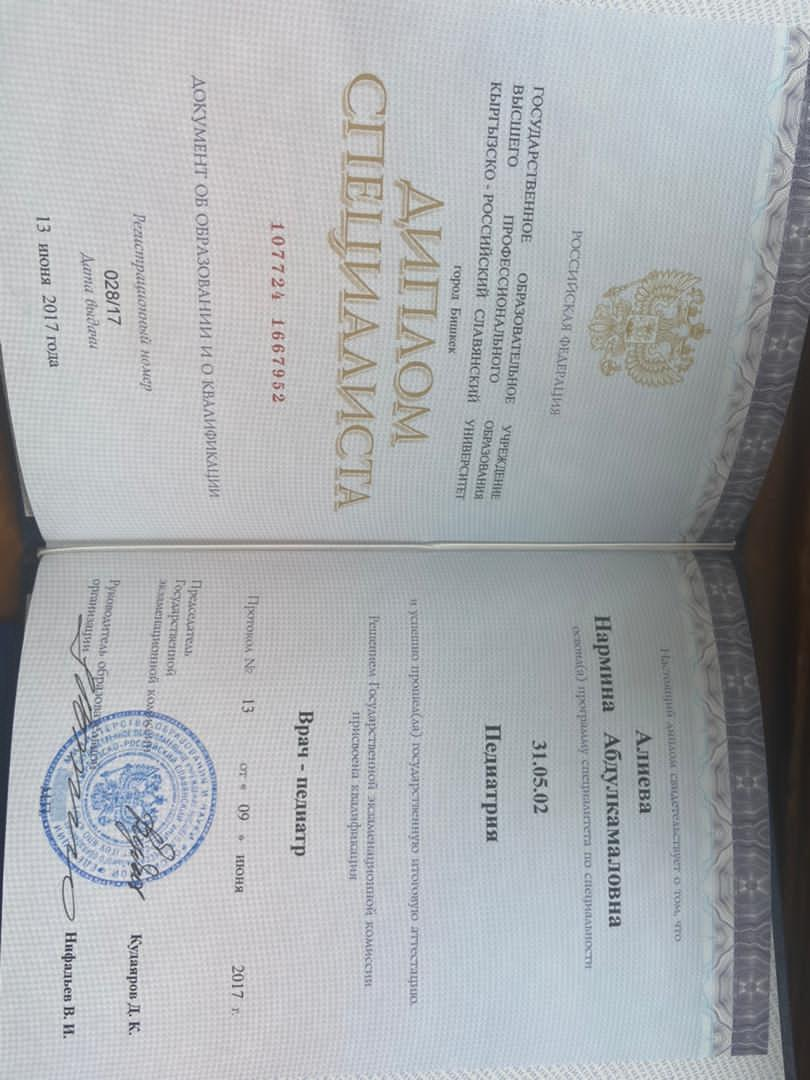 РОССИЙСКАЯ ФЕДЕРАЦИЯ
ГОСУДАРСТВЕННОЕ ОБРАЗОВАТЕЛЬНОЕ УЧРЕЖДЕНИЕ
ВЫСШЕГО ПРОФЕССИОНАЛЬНОГО ОБРАЗОВАНИЯ
КЫРГЫЗСКО - РОССИЙСКИЙ СЛАВЯНСКИЙ УНИВЕРСИТЕТ
город Бишкек
ДИПЛОМ
СПЕЦИАЛИСТА
107724 1667952
ДОКУМЕНТ ОБ ОБРАЗОВАНИИ И О КВАЛИФИКАЦИИ
Регистрационный номер
028/17
Дата выдачи
13 июня 2017 года
Настоящий диплом свидетельствует о том, что
Алиева
Нармина Абдулкамаловна
освоил(а) программу специалитета по специальности
31.05.02
Педиатрия
и успешно прошел(ла) государственную итоговую аттестацию.
Решением Государственной экзаменационной комиссии
присвоена квалификация
Врач - педиатр
Протокол № 13 от « 09 » июня 2017 г.
Председатель
Государственной
экзаменационной комиссии
Кудаяров Д. К.
Руководитель образовательной
организации
Нифадьев В. И.